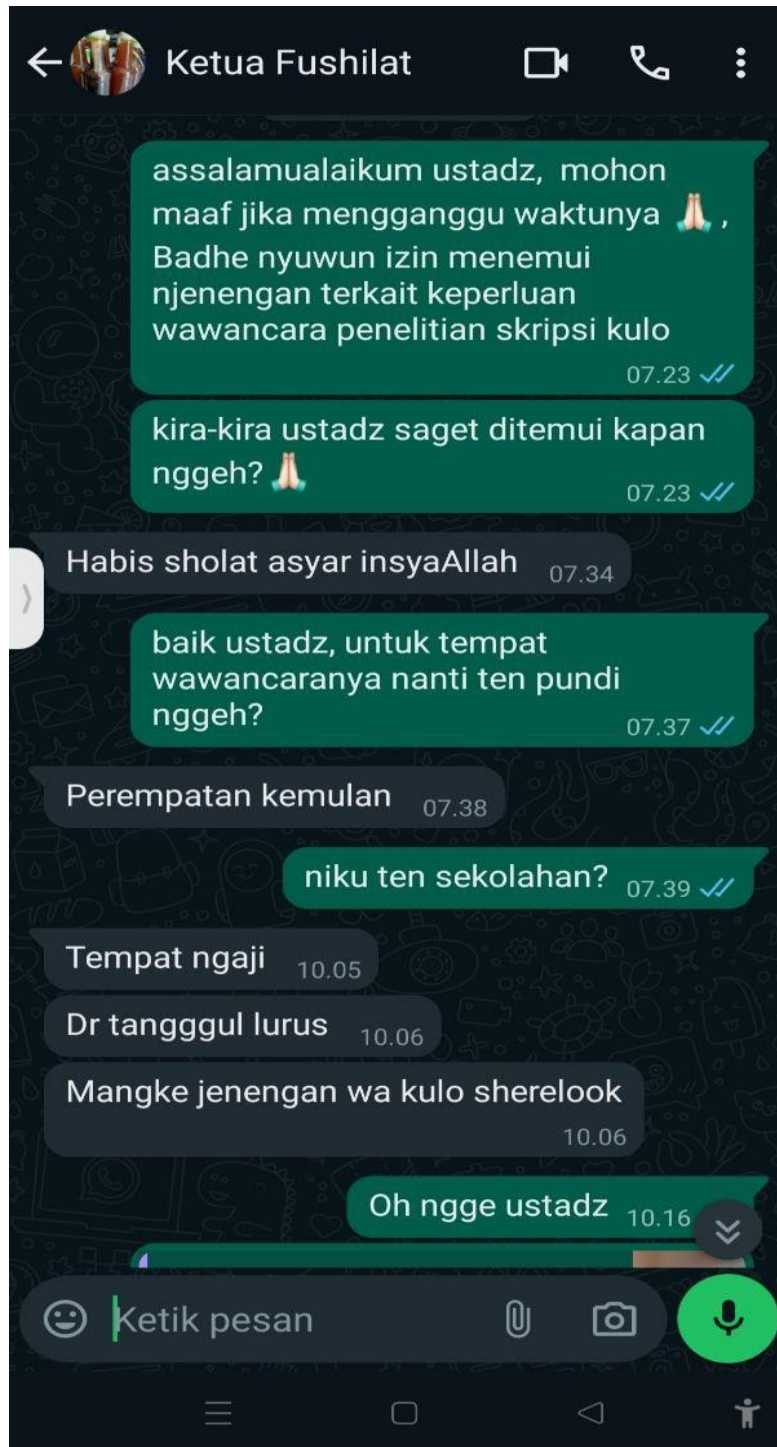 Ketua Fushilat
assalamualaikum ustadz, mohon
maaf jika mengganggu waktunya 🙏🏻 ,
Badhe nyuwun izin menemui
njenengan terkait keperluan
wawancara penelitian skripsi kulo
07.23
kira-kira ustadz saget ditemui kapan
nggeh? 🙏🏻
07.23
Habis sholat asyar insyaAllah 07.34
baik ustadz, untuk tempat
wawancaranya nanti ten pundi
nggeh?
07.37
Perempatan kemulan 07.38
niku ten sekolahan? 07.39
Tempat ngaji 10.05
Dr tangggul lurus 10.06
Mangke jenengan wa kulo sherelook
10.06
Oh ngge ustadz 10.16
Ketik pesan